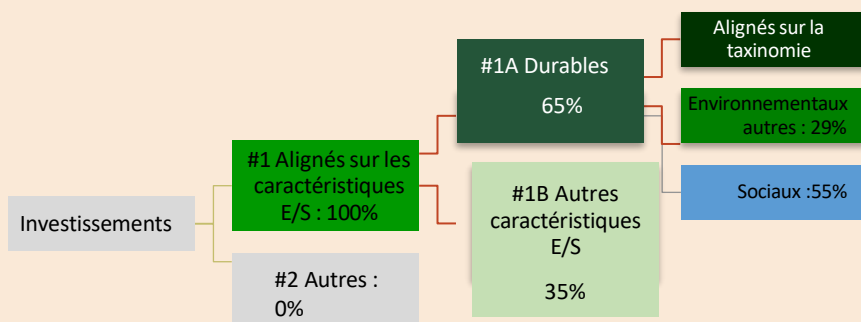 Investissements
#1 Alignés sur les
caractéristiques
E/S : 100%
#2 Autres :
0%
#1A Durables
65%
#1B Autres
caractéristiques
E/S
35%
Alignés sur la
taxinomie
Environnementaux
autres : 29%
Sociaux :55%